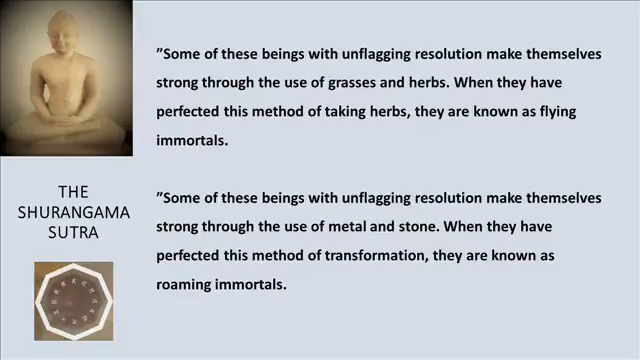 ”Some of these beings with unflagging resolution make themselves
strong through the use of grasses and herbs. When they have
perfected this method of taking herbs, they are known as flying
immortals.
”Some of these beings with unflagging resolution make themselves
strong through the use of metal and stone. When they have
perfected this method of transformation, they are known as
roaming immortals.
THE
SHURANGAMA
SUTRA